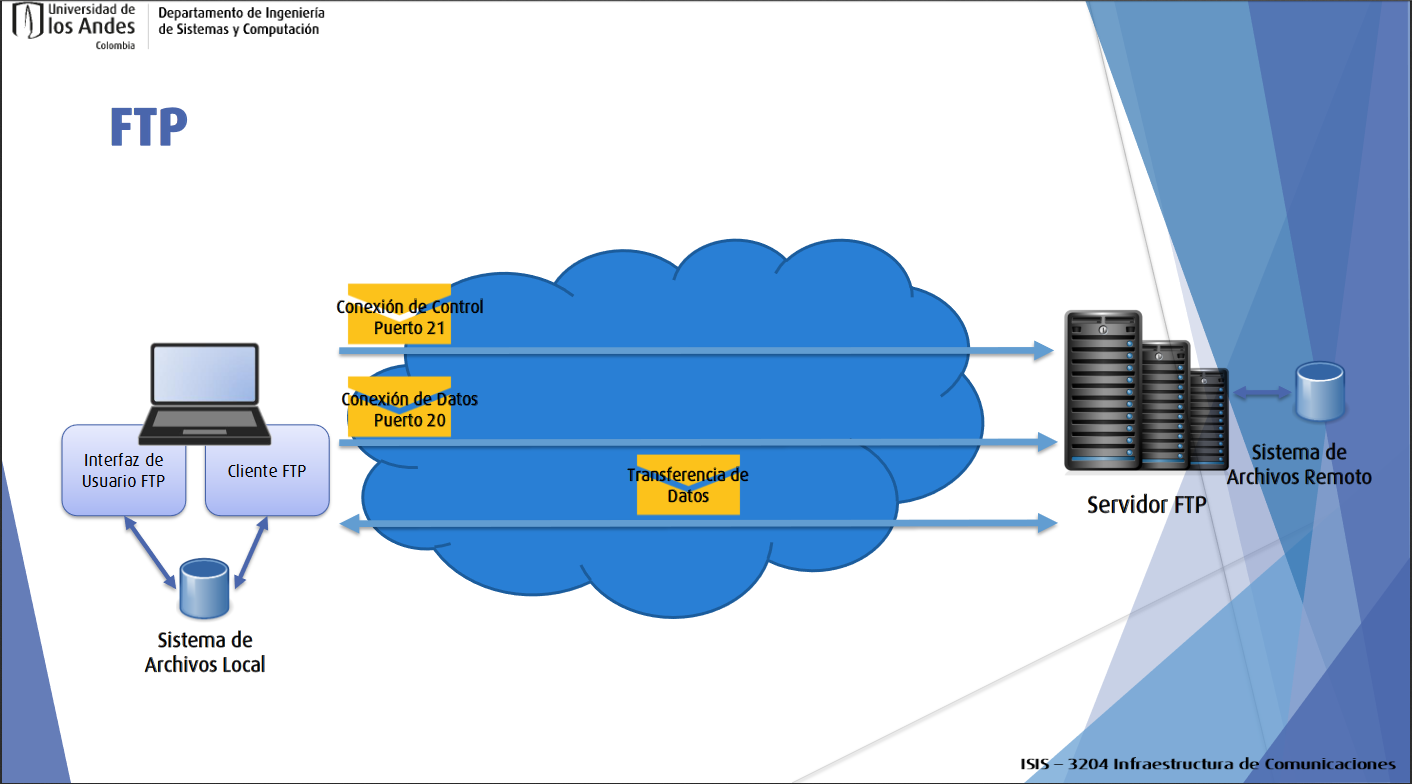 Universidad de
los Andes
Colombia
Departamento de Ingeniería
de Sistemas y Computación
FTP
Conexión de Control
Puerto 21
Conexión de Datos
Puerto 20
Transferencia de
Datos
Interfaz de
Usuario FTP
Cliente FTP
Sistema de
Archivos Local
Servidor FTP
Sistema de
Archivos Remoto
ISIS – 3204 Infraestructura de Comunicaciones